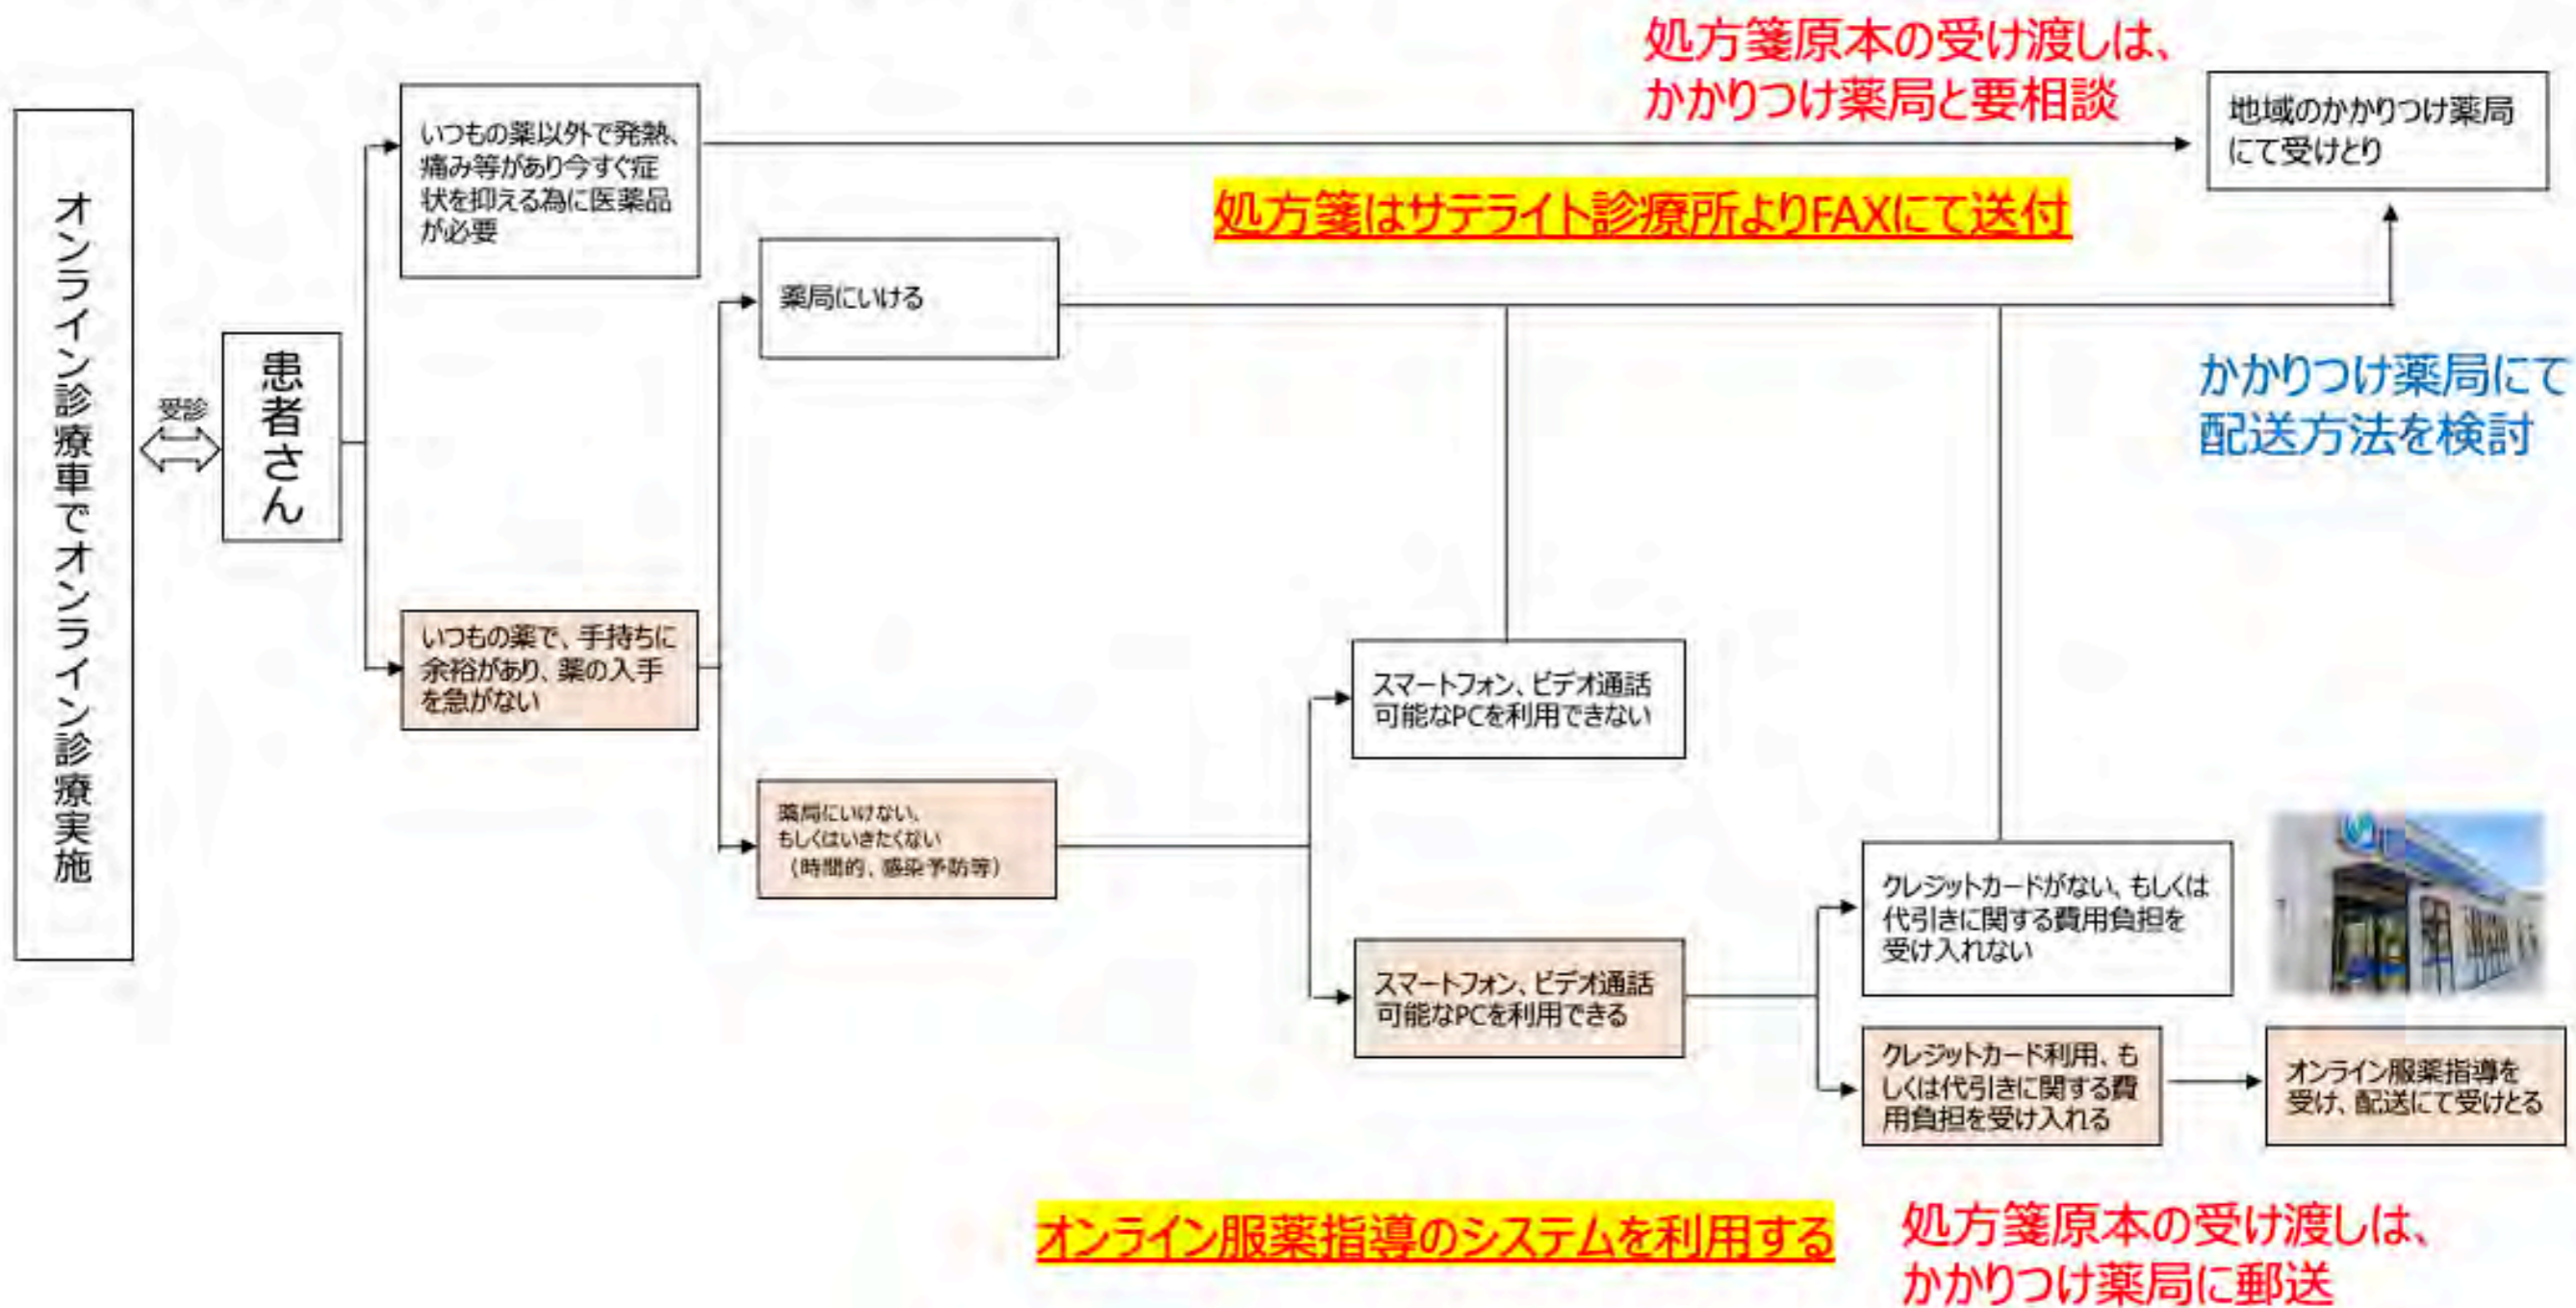 処方箋原本の受け渡しは、
かかりつけ薬局と要相談
地域のかかりつけ薬局
にて受けとり
いつもの薬以外で発熱、
痛み等があり今すぐ症
状を抑える為に医薬品
が必要
処方箋はサテライト診療所よりFAXにて送付
オンライン診療車でオンライン診療実施
受診
患者さん
薬局にいける
かかりつけ薬局にて
配送方法を検討
いつもの薬で、手持ちに
余裕があり、薬の入手
を急がない
スマートフォン、ビデオ通話
可能なPCを利用できない
薬局にいけない、
もしくはいきたくない
（時間的、感染予防等）
クレジットカードがない、もしくは
代引きに関する費用負担を
受け入れない
スマートフォン、ビデオ通話
可能なPCを利用できる
クレジットカード利用、も
しくは代引きに関する費
用負担を受け入れる
オンライン服薬指導を
受け、配送にて受けとる
オンライン服薬指導のシステムを利用する
処方箋原本の受け渡しは、
かかりつけ薬局に郵送